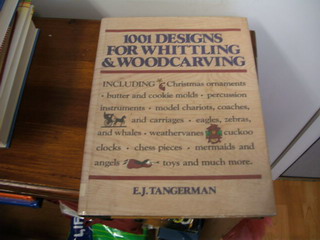 1001 DESIGNS
FOR WHITTLING
& WOODCARVING
INCLUDING Christmas ornaments
• butter and cookie molds • percussion
instruments • model chariots, coaches,
and carriages • eagles, zebras,
and whales • weathervanes cuckoo
clocks • chess pieces • mermaids and
angels toys and much more.
E.J. TANGERMAN
LIF